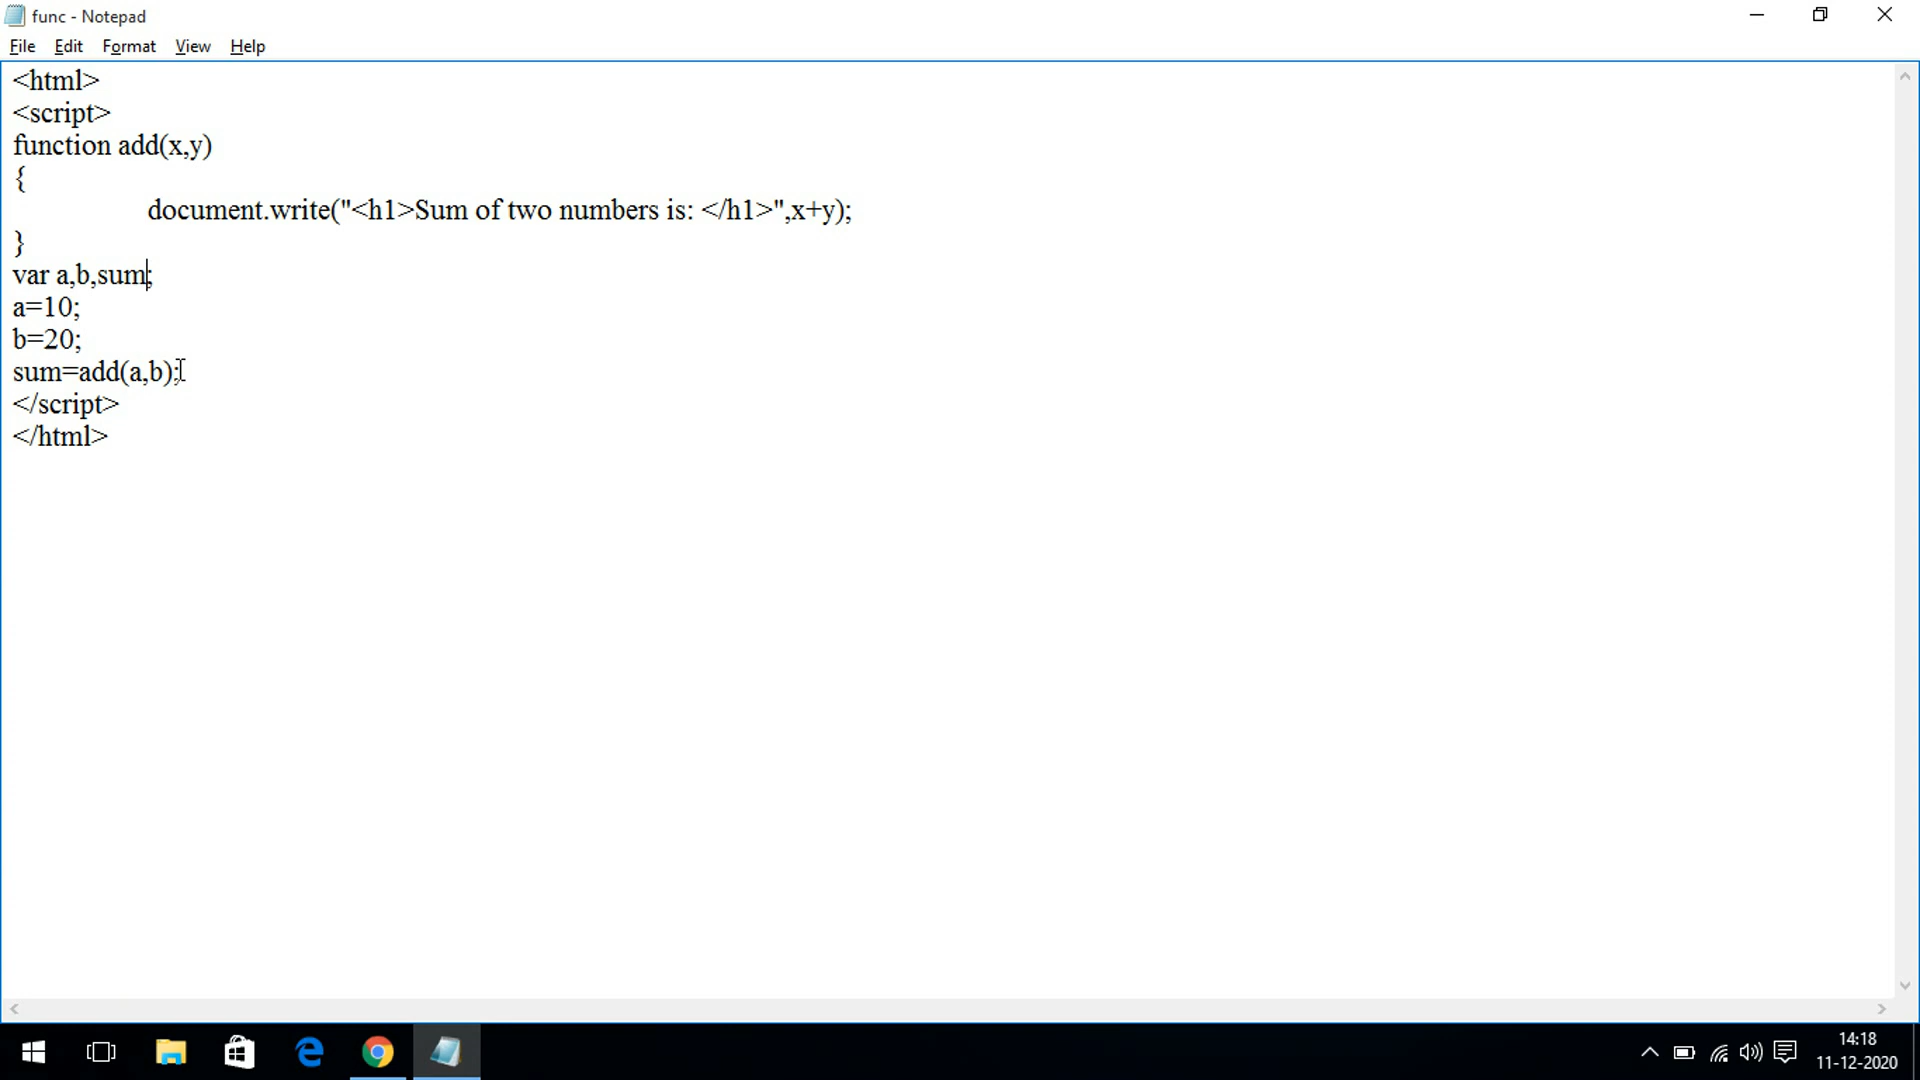 func - Notepad
File Edit Format View Help
<html>
<script>
function add(x,y)
{
document.write("<h1>Sum of two numbers is: </h1>",x+y);
}
var a,b,sum;
a=10;
b=20;
sum=add(a,b);
</script>
</html>
14:18
11-12-2020